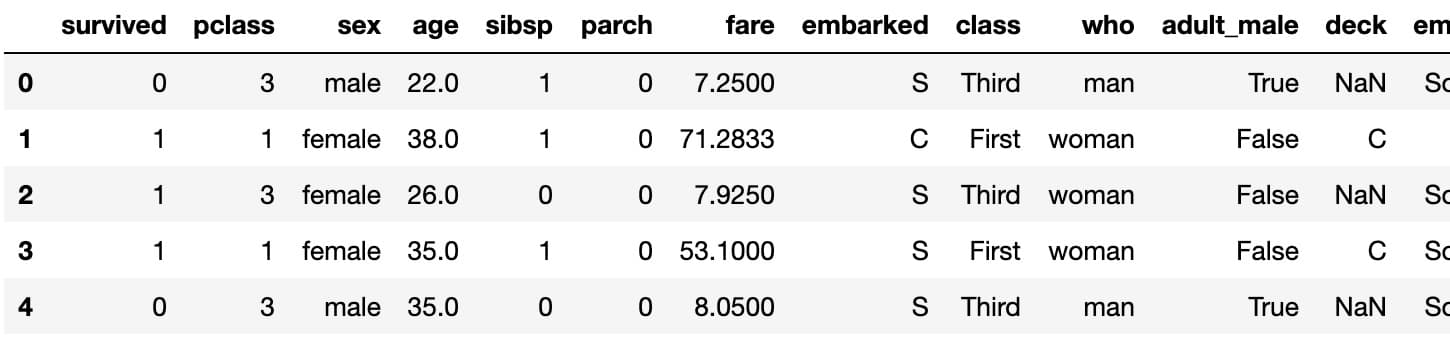 survived pclass sex age sibsp parch fare embarked class who adult_male deck em
0 0 3 male 22.0 1 0 7.2500 S Third man True NaN So
1 1 1 female 38.0 1 0 71.2833 C First woman False C
2 1 3 female 26.0 0 0 7.9250 S Third woman False NaN So
3 1 1 female 35.0 1 0 53.1000 S First woman False C So
4 0 3 male 35.0 0 0 8.0500 S Third man True NaN So